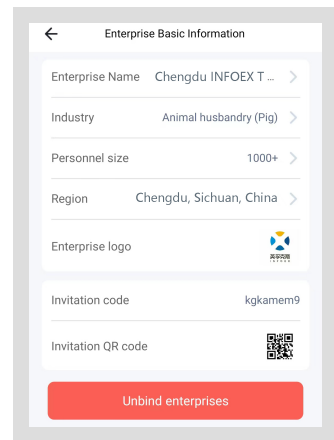 Enterprise Basic Information
Enterprise Name Chengdu INFOEX T ...
Industry Animal husbandry (Pig)
Personnel size 1000+
Region Chengdu, Sichuan, China
Enterprise logo
Invitation code kgkamem9
Invitation QR code
Unbind enterprises